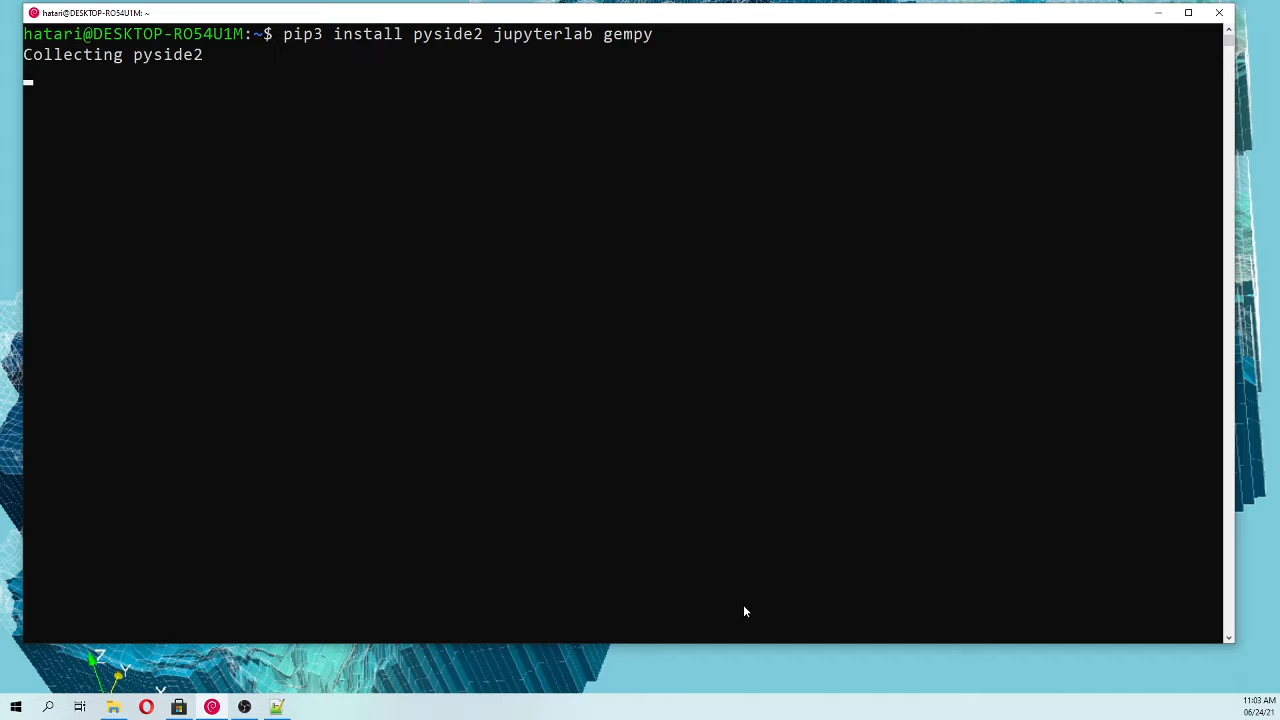 hatari@DESKTOP-RO54U1M: ~
hatari@DESKTOP-RO54U1M:~$ pip3 install pyside2 jupyterlab gempy
Collecting pyside2
Z
Y
X
11:03 AM
06/24/21